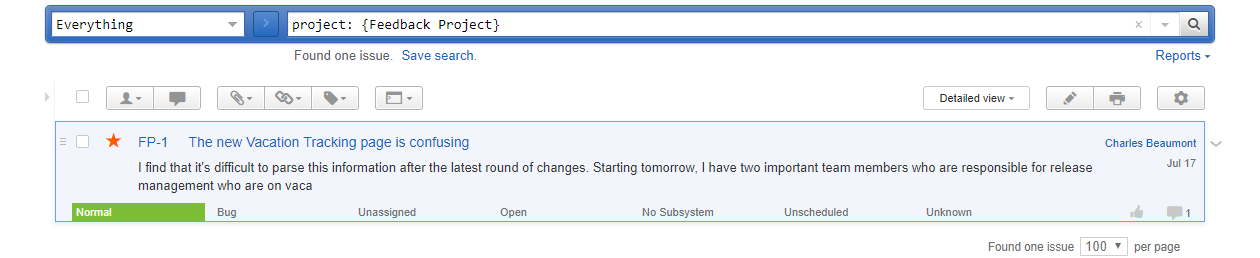 Everything project: {Feedback Project}
Found one issue. Save search. Reports
Detailed view
FP-1 The new Vacation Tracking page is confusing Charles Beaumont
I find that it's difficult to parse this information after the latest round of changes. Starting tomorrow, I have two important team members who are responsible for release Jul 17
management who are on vaca
Normal Bug Unassigned Open No Subsystem Unscheduled Unknown 1
Found one issue 100 per page